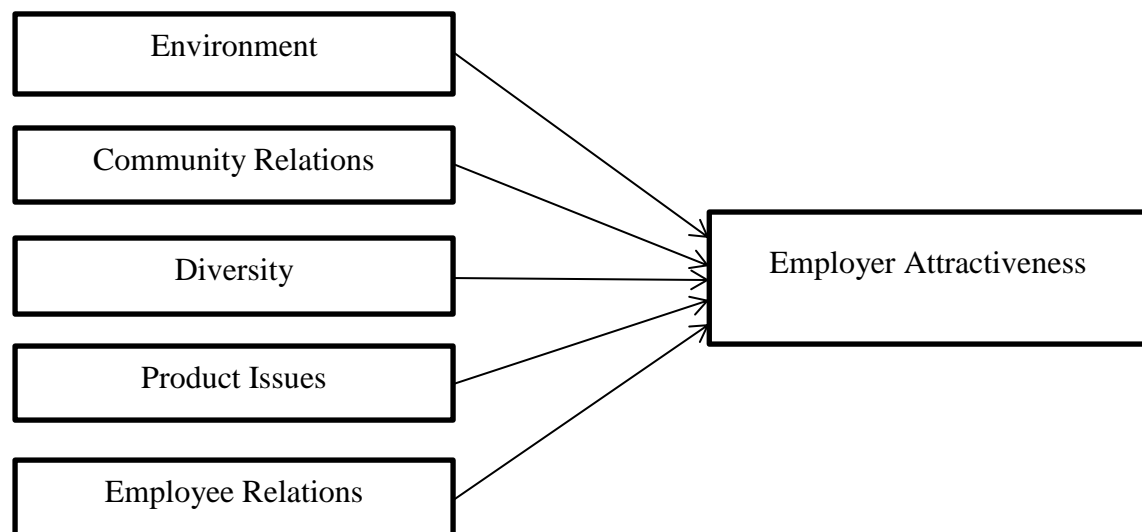 Environment
Community Relations
Diversity
Employer Attractiveness
Product Issues
Employee Relations